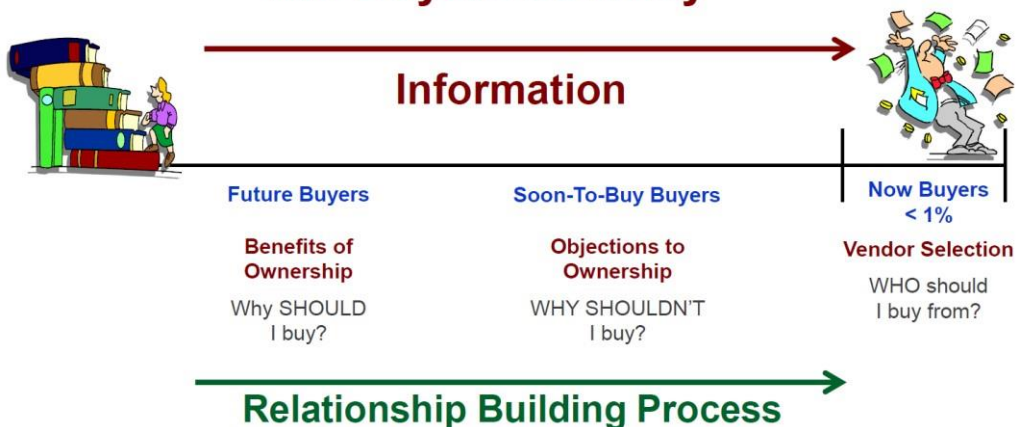 Information
Future Buyers
Soon-To-Buy Buyers
Now Buyers
< 1%
Benefits of
Ownership
Objections to
Ownership
Vendor Selection
Why SHOULD
I buy?
WHY SHOULDN'T
I buy?
WHO should
I buy from?
Relationship Building Process